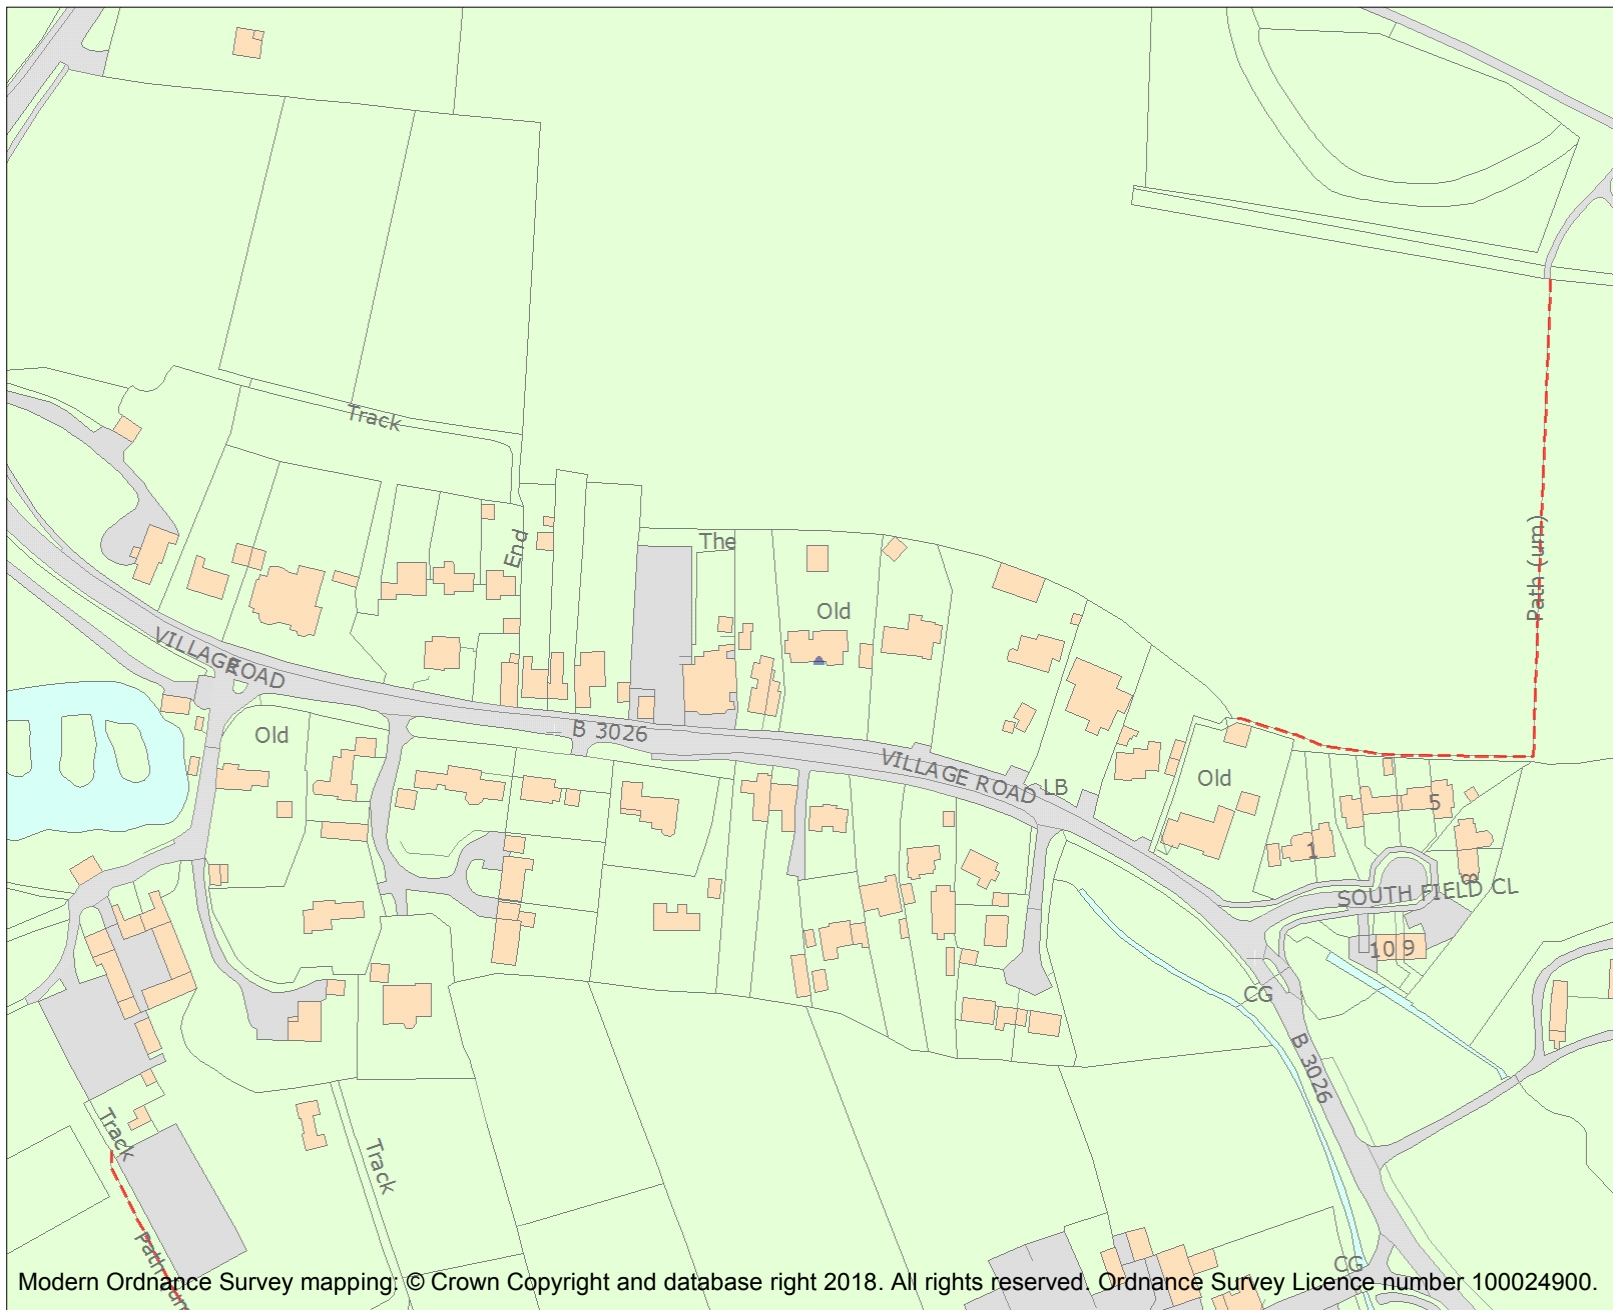 Track
End
The
Path (um)
Old
VILLAGE ROAD
Old
B 3026
VILLAGE ROAD
LB
Old
5
1
8
SOUTH FIELD CL
10 9
CG
B 3026
Track
Track
Path (um)
CG
Modern Ordnance Survey mapping: © Crown Copyright and database right 2018. All rights reserved. Ordnance Survey Licence number 100024900.